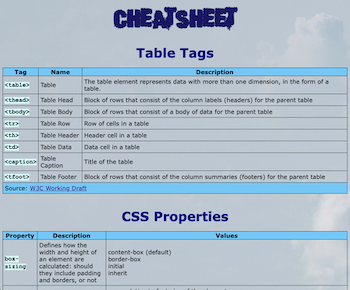 CHEATSHEET
Table Tags
Tag Name Description
<table> Table The table element represents data with more than one dimension, in the form of a
table.
<thead> Table Head Block of rows that consist of the column labels (headers) for the parent table
<tbody> Table Body Block of rows that consist of a body of data for the parent table
<tr> Table Row Row of cells in a table
<th> Table Header Header cell in a table
<td> Table Data Data cell in a table
<caption> Table
Caption Title of the table
<tfoot> Table Footer Block of rows that consist of the column summaries (footers) for the parent table
Source: W3C Working Draft
CSS Properties
Property Description Values
box-
sizing
Defines how the
width and height of
an element are
calculated: should
they include padding
and borders, or not
content-box (default)
border-box
initial
inherit